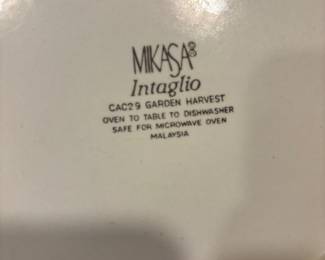 MIKASA®
Intaglio
CAC29 GARDEN HARVEST
OVEN TO TABLE TO DISHWASHER
SAFE FOR MICROWAVE OVEN
MALAYSIA